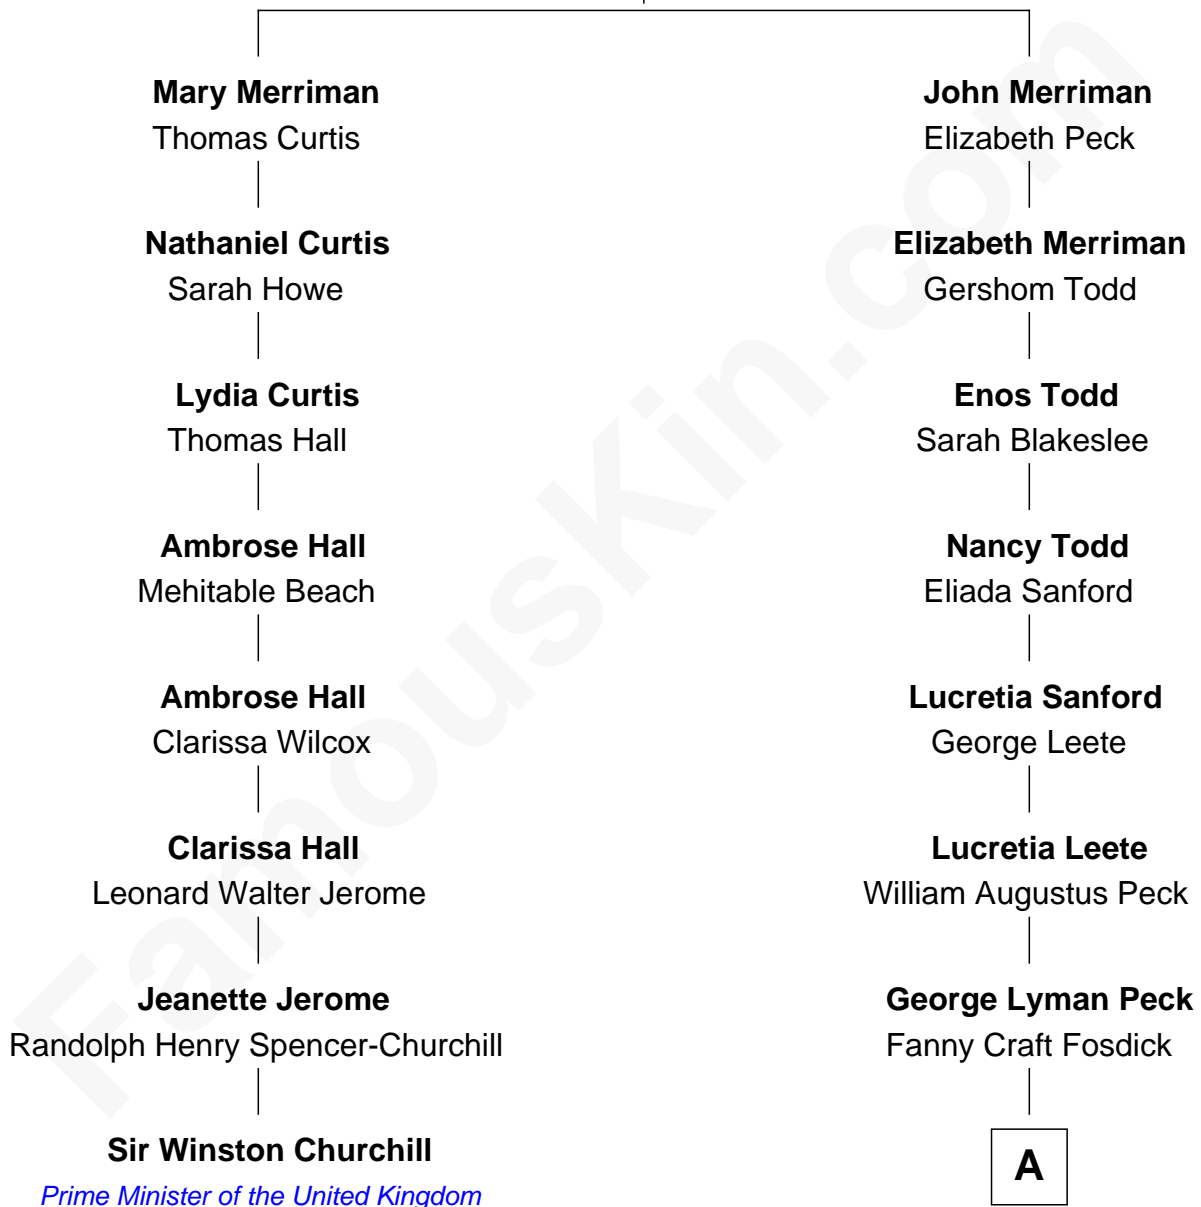 Mary Merriman
Thomas Curtis
Nathaniel Curtis
Sarah Howe
Lydia Curtis
Thomas Hall
Ambrose Hall
Mehitable Beach
Ambrose Hall
Clarissa Wilcox
Clarissa Hall
Leonard Walter Jerome
Jeanette Jerome
Randolph Henry Spencer-Churchill
Sir Winston Churchill
Prime Minister of the United Kingdom
John Merriman
Elizabeth Peck
Elizabeth Merriman
Gershom Todd
Enos Todd
Sarah Blakeslee
Nancy Todd
Eliada Sanford
Lucretia Sanford
George Leete
Lucretia Leete
William Augustus Peck
George Lyman Peck
Fanny Craft Fosdick
A
FamousKin.com